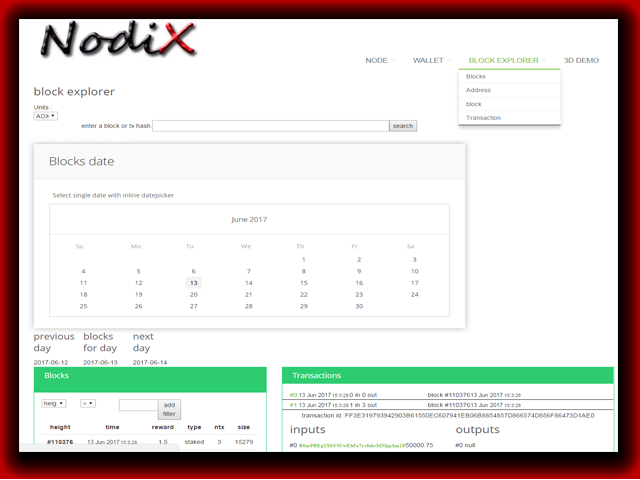 NodiX
NODE WALLET BLOCK EXPLORER 3D DEMO
Blocks
Address
block
Transaction
block explorer
Units :
ADX
enter a block or tx hash: search
Blocks date
Select single date with inline datepicker
June 2017
Su Mo Tu We Th Fr Sa
1 2 3
4 5 6 7 8 9 10
11 12 13 14 15 16 17
18 19 20 21 22 23 24
25 26 27 28 29 30
previous day blocks for day next day
2017-06-12 2017-06-13 2017-06-14
Blocks
heig > add filter
height time reward type ntx size
#110376 13 Jun 2017 15:3:28 1.5 staked 3 15279
Transactions
#0 13 Jun 2017 15:3:28 0 in 0 out block #110376 13 Jun 2017 15:3:28
#1 13 Jun 2017 15:3:28 1 in 3 out block #110376 13 Jun 2017 15:3:28
transaction id :
inputs outputs
#0 50000.75 #0 null